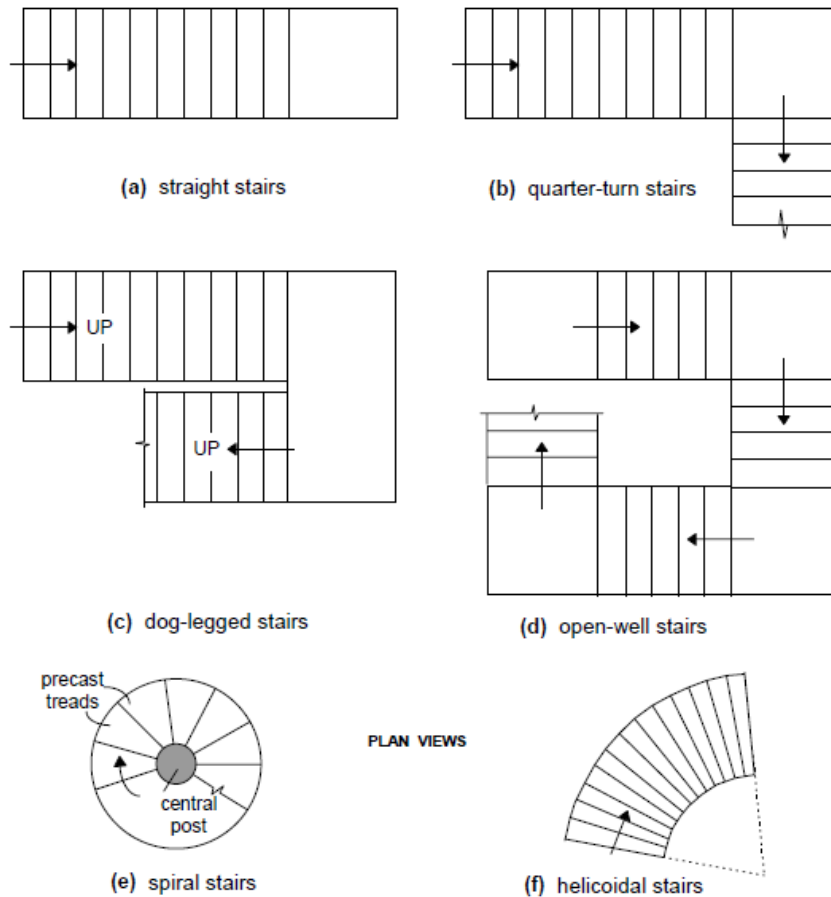 (a) straight stairs
(b) quarter-turn stairs
UP
UP
(c) dog-legged stairs
(d) open-well stairs
precast
treads
central
post
PLAN VIEWS
(e) spiral stairs
(f) helicoidal stairs